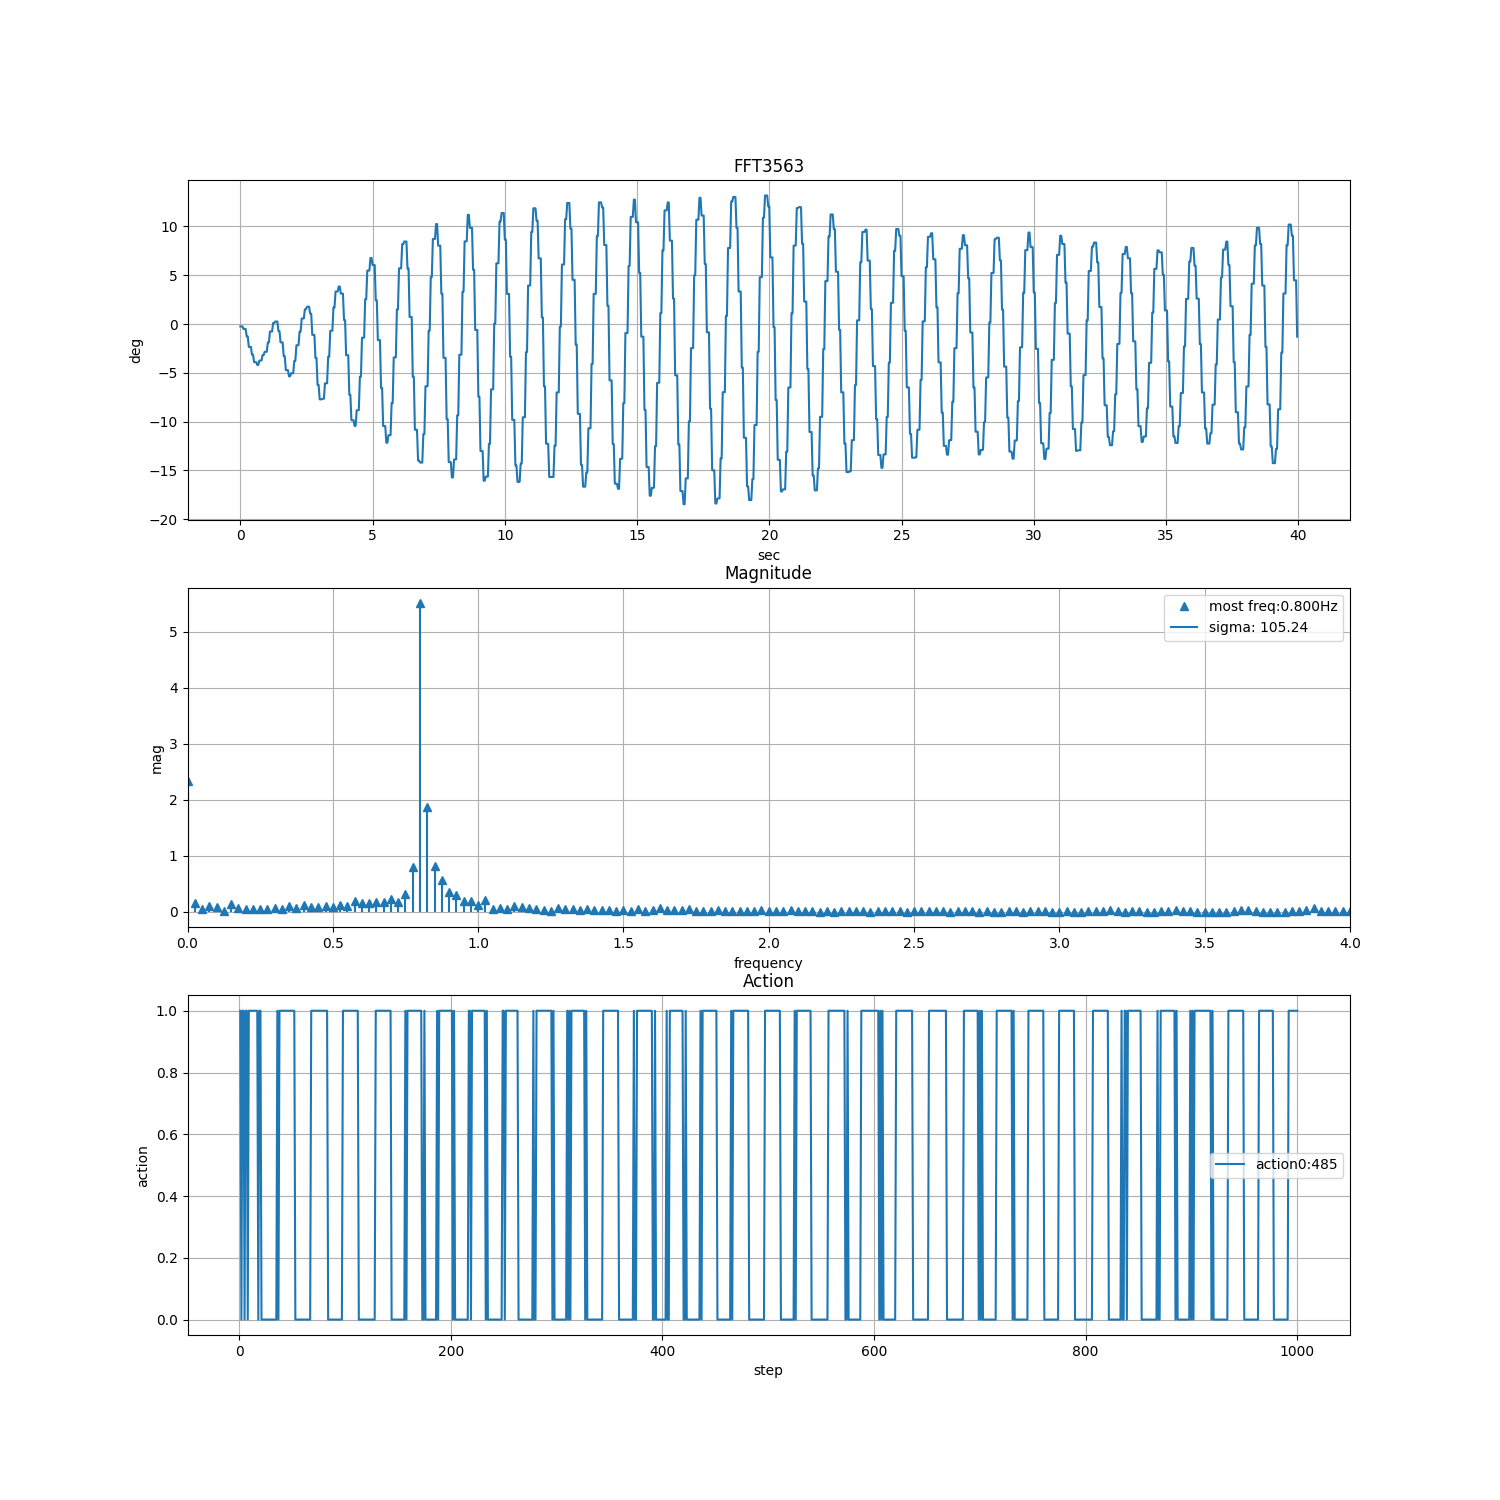 FFT3563
10
5
0
−5
−10
−15
−20
deg
0 5 10 15 20 25 30 35 40
sec
Magnitude
most freq:0.800Hz
sigma: 105.24
5
4
3
2
1
0
mag
0.0 0.5 1.0 1.5 2.0 2.5 3.0 3.5 4.0
frequency
Action
1.0
0.8
0.6
0.4
0.2
0.0
action
action0:485
0 200 400 600 800 1000
step